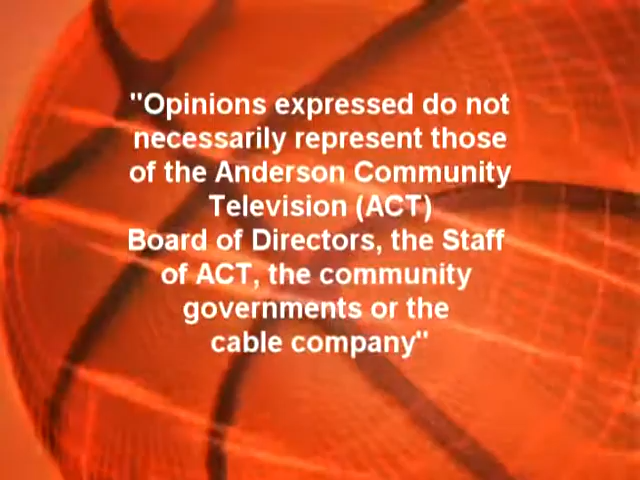 "Opinions expressed do not
necessarily represent those
of the Anderson Community
Television (ACT)
Board of Directors, the Staff
of ACT, the community
governments or the
cable company"